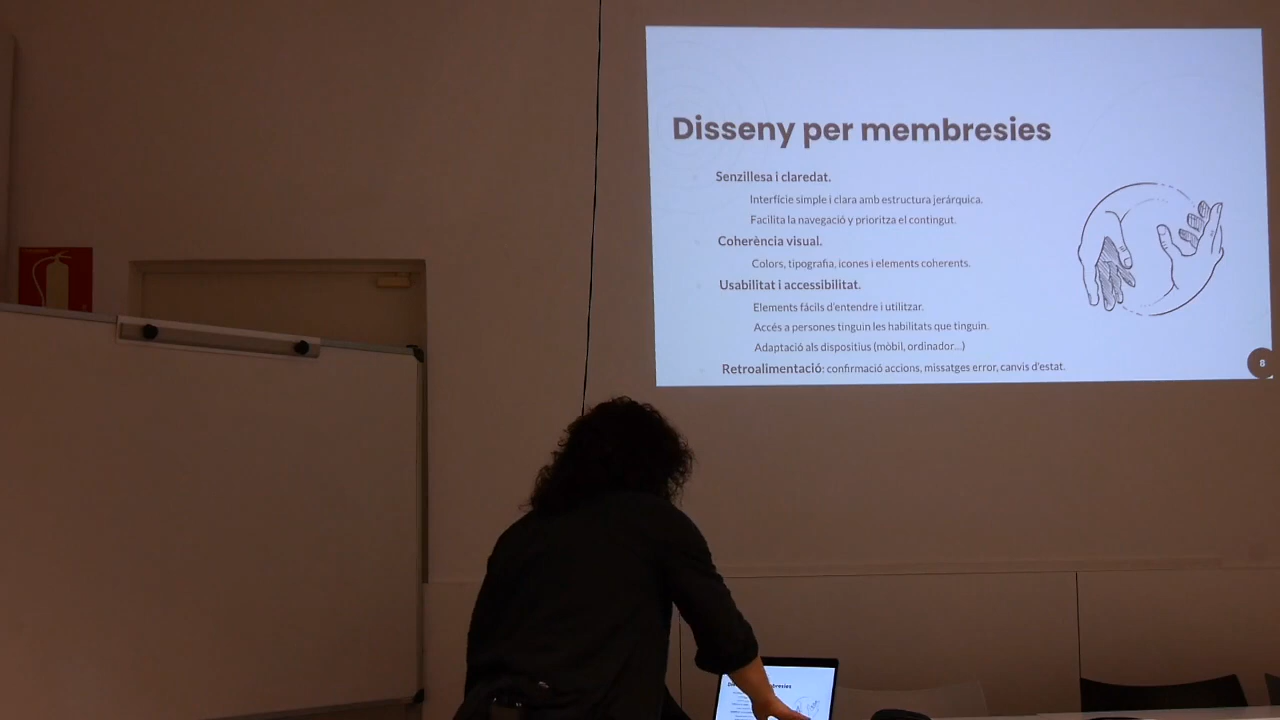 Disseny per membresies
Senzillesa i claredat.
Interfície simple i clara amb estructura jeràrquica.
Facilita la navegació y prioritza el contingut.
Coherència visual.
Colors, tipografia, icones i elements coherents.
Usabilitat i accessibilitat.
Elements fàcils d'entendre i utilitzar.
Accés a persones tinguin les habilitats que tinguin.
Adaptació als dispositius (mòbil, ordinador...)
Retroalimentació: confirmació accions, missatges error, canvis d'estat.
8